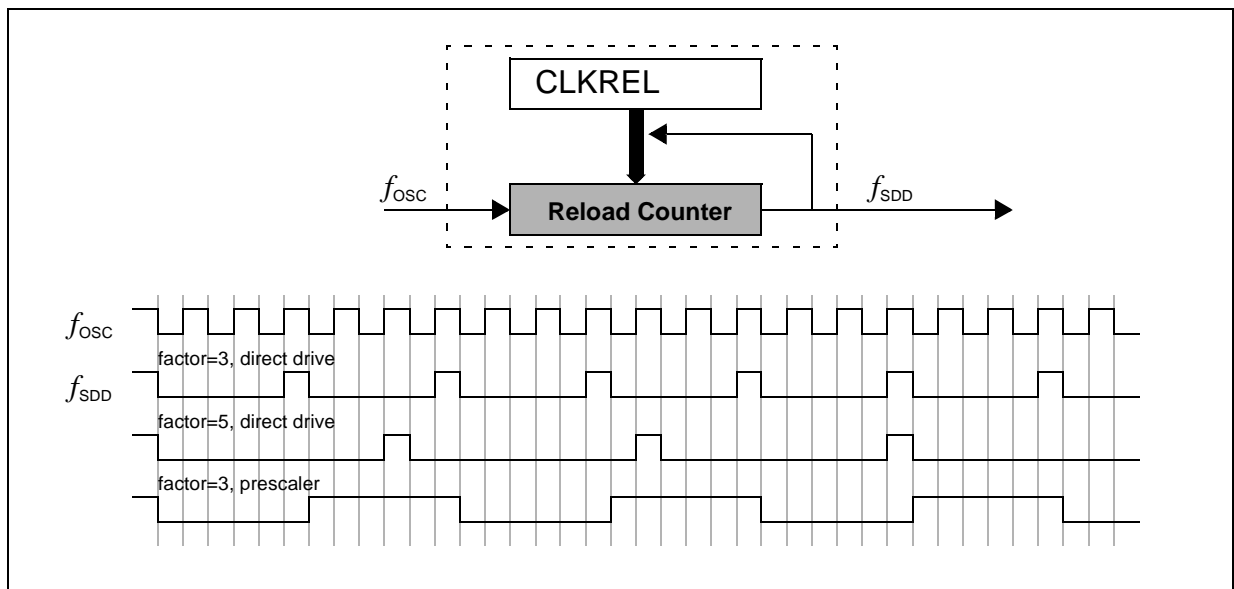 CLKREL
fOSC
Reload Counter
fSDD
fOSC
factor=3, direct drive
fSDD
factor=5, direct drive
factor=3, prescaler